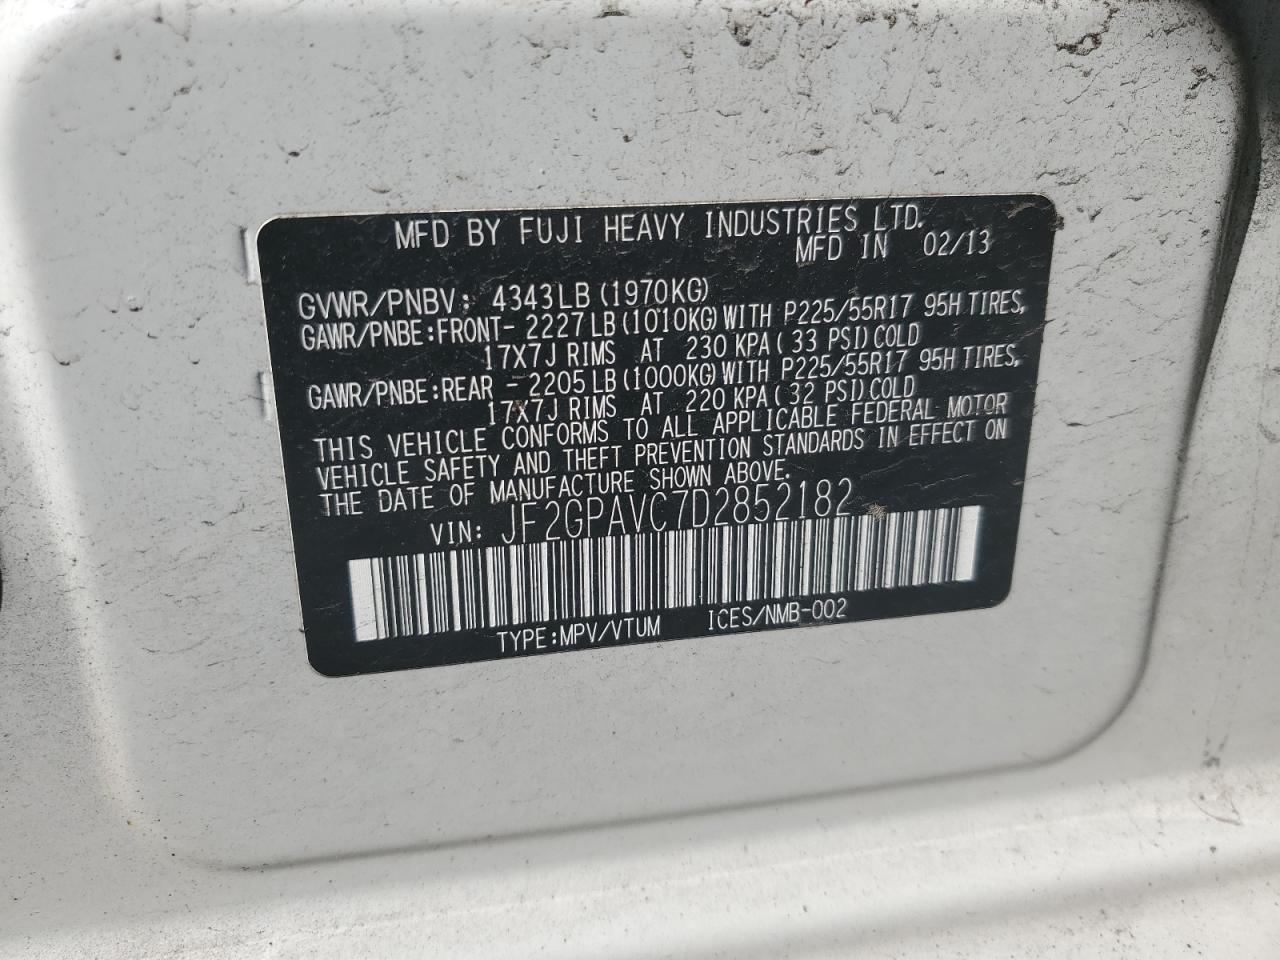 MFD BY FUJI HEAVY INDUSTRIES LTD.
MFD IN 02/13
GVWR/PNBV: 4343LB (1970KG)
GAWR/PNBE:FRONT- 2227LB (1010KG) WITH P225/55R17 95H TIRES,
17X7J RIMS AT 230 KPA (33 PSI) COLD
GAWR/PNBE:REAR - 2205LB (1000KG) WITH P225/55R17 95H TIRES,
17X7J RIMS AT 220 KPA (32 PSI) COLD
THIS VEHICLE CONFORMS TO ALL APPLICABLE FEDERAL MOTOR
VEHICLE SAFETY AND THEFT PREVENTION STANDARDS IN EFFECT ON
THE DATE OF MANUFACTURE SHOWN ABOVE.
VIN: JF2GPAVC7D2852182
TYPE:MPV/VTUM ICES/NMB-002